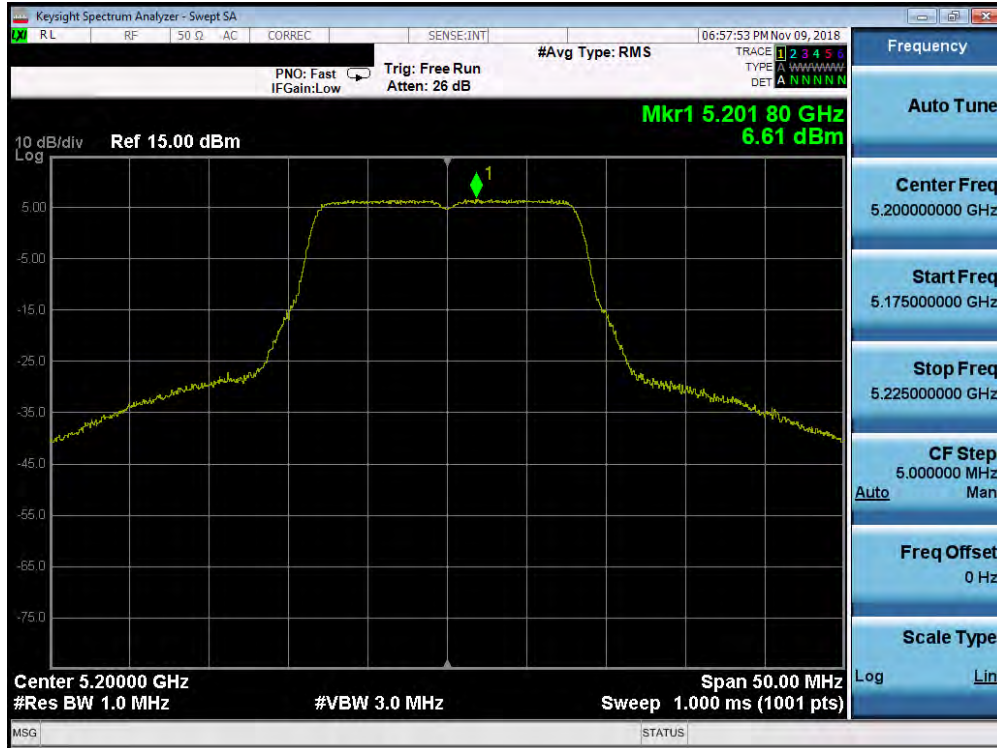 Keysight Spectrum Analyzer - Swept SA
LXI RL RF 50 Ω AC CORREC SENSE:INT 06:57:53 PM Nov 09, 2018
#Avg Type: RMS TRACE 1 2 3 4 5 6
PNO: Fast Trig: Free Run TYPE A WWWWW
IFGain:Low Atten: 26 dB DET A N N N N N
Mkr1 5.201 80 GHz
6.61 dBm
10 dB/div Ref 15.00 dBm
Log
1
5.00
-5.00
-15.0
-25.0
-35.0
-45.0
-55.0
-65.0
-75.0
Center 5.20000 GHz Span 50.00 MHz
#Res BW 1.0 MHz #VBW 3.0 MHz Sweep 1.000 ms (1001 pts)
MSG STATUS
Frequency
Auto Tune
Center Freq
5.200000000 GHz
Start Freq
5.175000000 GHz
Stop Freq
5.225000000 GHz
CF Step
5.000000 MHz
Auto Man
Freq Offset
0 Hz
Scale Type
Log Lin